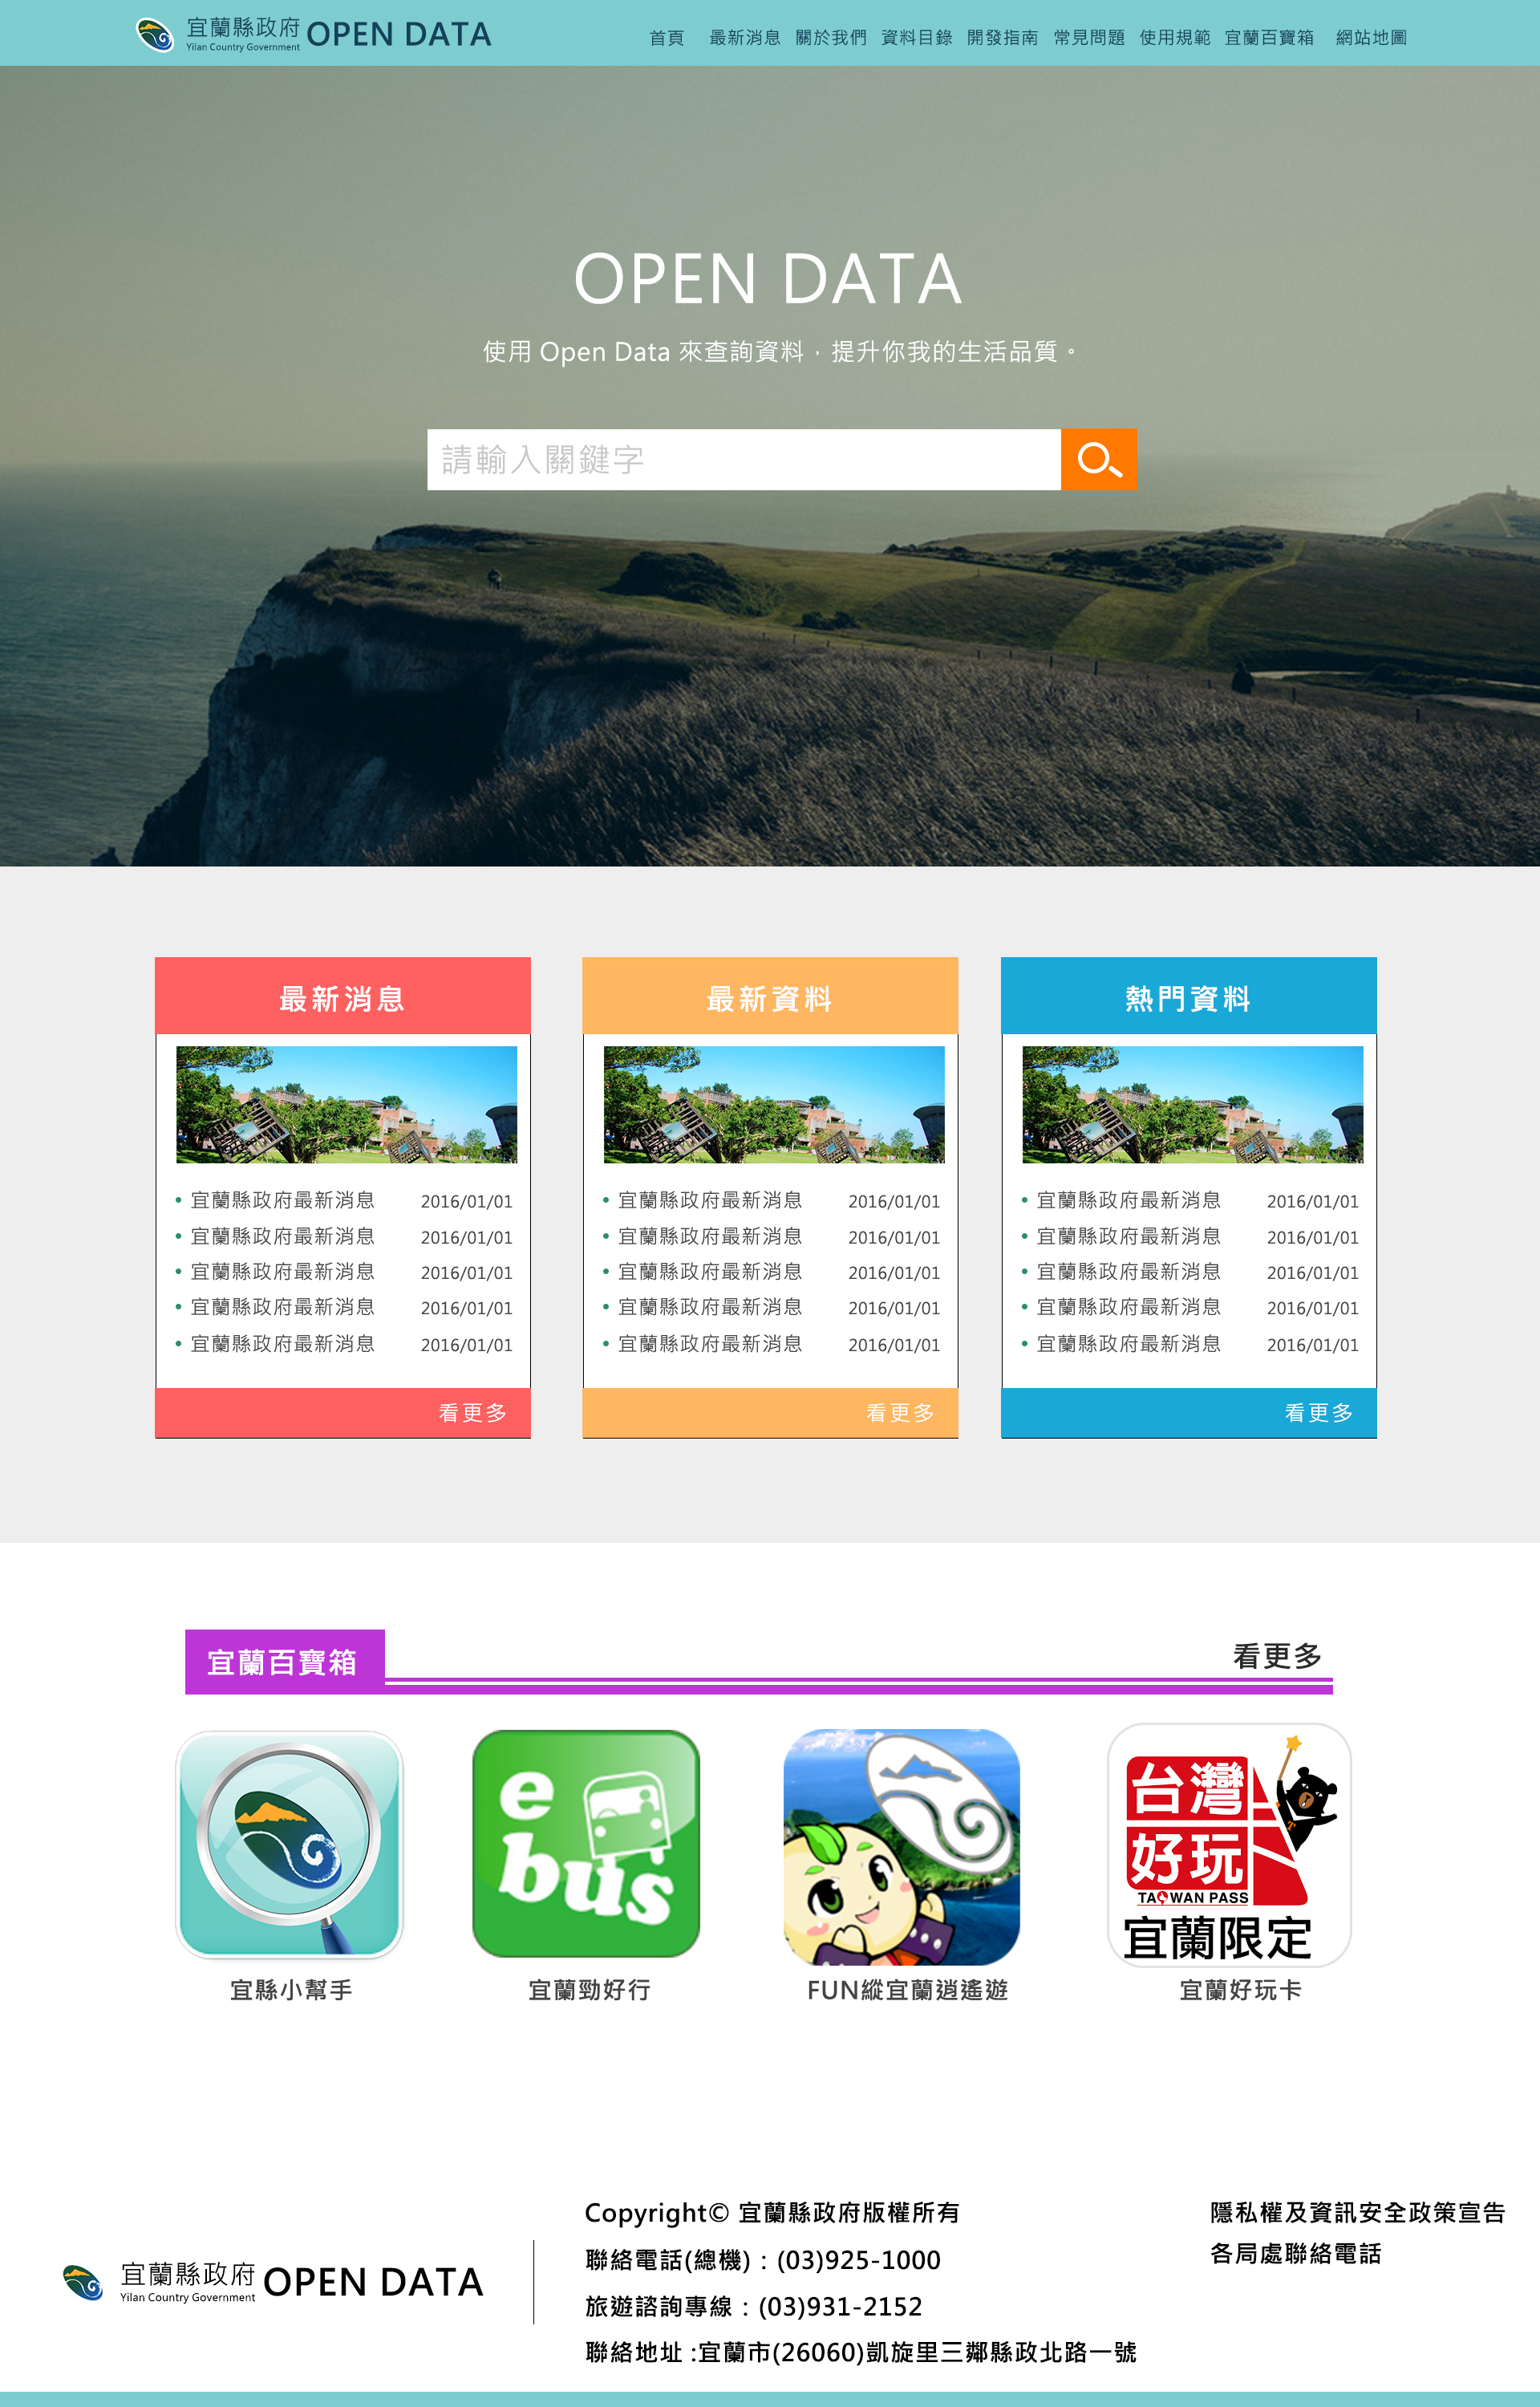 宜蘭縣政府 OPEN DATA
Yilan Country Government
首頁 最新消息 關於我們 資料目錄 開發指南 常見問題 使用規範 宜蘭百寶箱 網站地圖
OPEN DATA
使用 Open Data 來查詢資料，提升你我的生活品質。
請輸入關鍵字
最新消息
宜蘭縣政府最新消息 2016/01/01
宜蘭縣政府最新消息 2016/01/01
宜蘭縣政府最新消息 2016/01/01
宜蘭縣政府最新消息 2016/01/01
宜蘭縣政府最新消息 2016/01/01
看更多
最新資料
宜蘭縣政府最新消息 2016/01/01
宜蘭縣政府最新消息 2016/01/01
宜蘭縣政府最新消息 2016/01/01
宜蘭縣政府最新消息 2016/01/01
宜蘭縣政府最新消息 2016/01/01
看更多
熱門資料
宜蘭縣政府最新消息 2016/01/01
宜蘭縣政府最新消息 2016/01/01
宜蘭縣政府最新消息 2016/01/01
宜蘭縣政府最新消息 2016/01/01
宜蘭縣政府最新消息 2016/01/01
看更多
宜蘭百寶箱
看更多
宜縣小幫手
e
bus
宜蘭勁好行
FUN縱宜蘭逍遙遊
台灣
好玩
TAIWAN PASS
宜蘭限定
宜蘭好玩卡
宜蘭縣政府 OPEN DATA
Yilan Country Government
Copyright© 宜蘭縣政府版權所有
聯絡電話(總機)：(03)925-1000
旅遊諮詢專線：(03)931-2152
聯絡地址 :宜蘭市(26060)凱旋里三鄰縣政北路一號
隱私權及資訊安全政策宣告
各局處聯絡電話